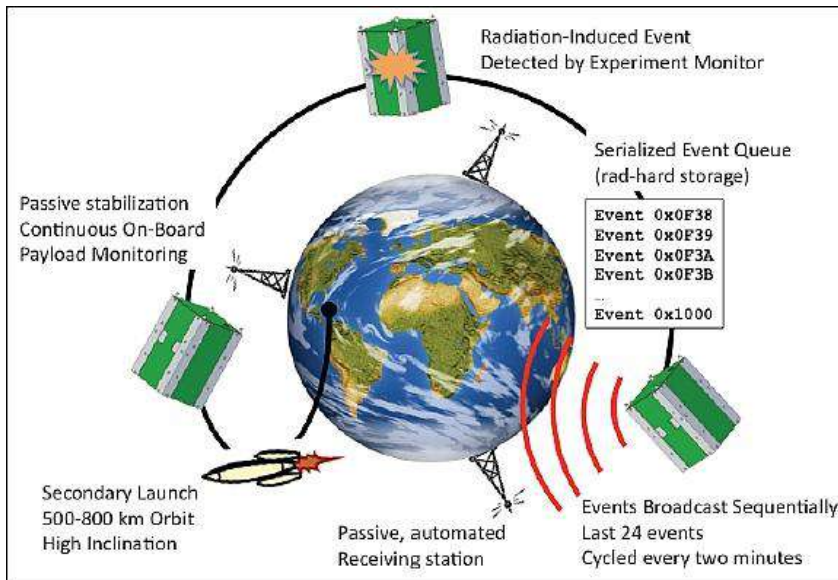 Radiation-Induced Event
Detected by Experiment Monitor
Serialized Event Queue
(rad-hard storage)
Event 0x0F38
Event 0x0F39
Event 0x0F3A
Event 0x0F3B
…
Event 0x1000
Passive stabilization
Continuous On-Board
Payload Monitoring
Secondary Launch
500-800 km Orbit
High Inclination
Passive, automated
Receiving station
Events Broadcast Sequentially
Last 24 events
Cycled every two minutes